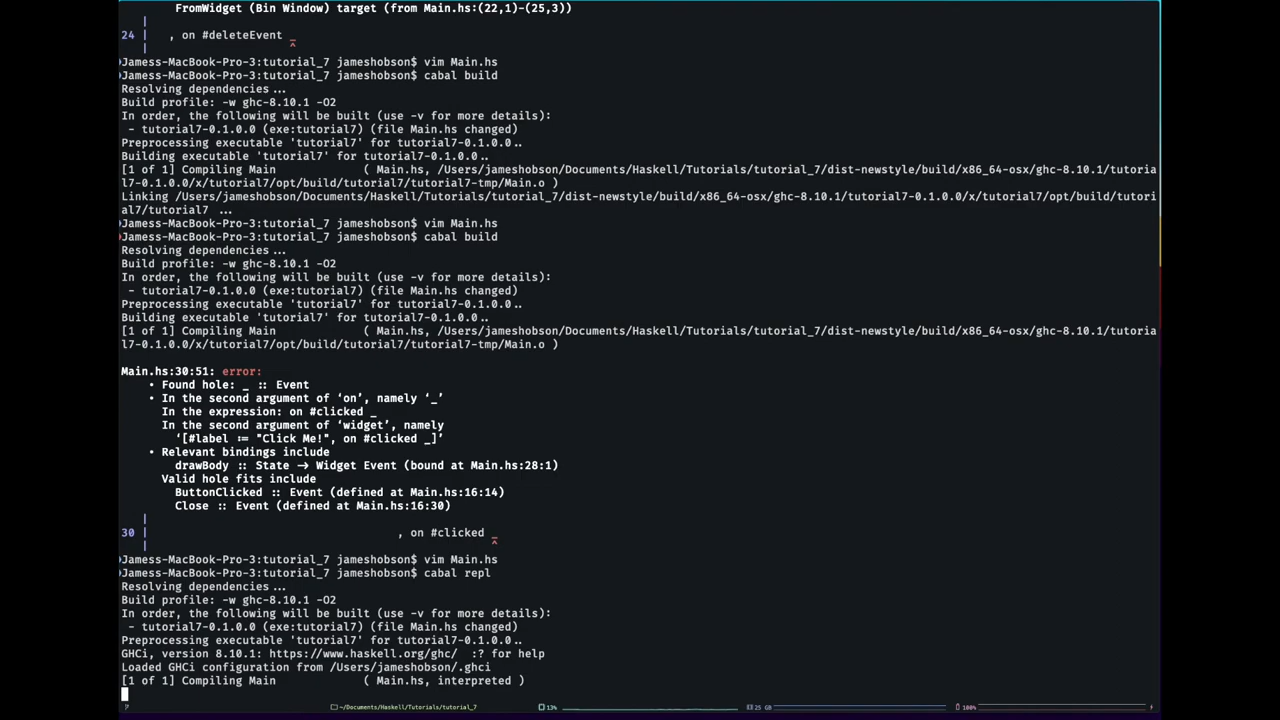 FromWidget (Bin Window) target (from Main.hs:(22,1)-(25,3))
|
24 |   , on #deleteEvent _
|                     ^
Jamess-MacBook-Pro-3:tutorial_7 jameshobson$ vim Main.hs
Jamess-MacBook-Pro-3:tutorial_7 jameshobson$ cabal build
Resolving dependencies...
Build profile: -w ghc-8.10.1 -O2
In order, the following will be built (use -v for more details):
- tutorial7-0.1.0.0 (exe:tutorial7) (file Main.hs changed)
Preprocessing executable 'tutorial7' for tutorial7-0.1.0.0..
Building executable 'tutorial7' for tutorial7-0.1.0.0..
[1 of 1] Compiling Main             ( Main.hs, /Users/jameshobson/Documents/Haskell/Tutorials/tutorial_7/dist-newstyle/build/x86_64-osx/ghc-8.10.1/tutoria
l7-0.1.0.0/x/tutorial7/opt/build/tutorial7/tutorial7-tmp/Main.o )
Linking /Users/jameshobson/Documents/Haskell/Tutorials/tutorial_7/dist-newstyle/build/x86_64-osx/ghc-8.10.1/tutorial7-0.1.0.0/x/tutorial7/opt/build/tutori
al7/tutorial7 ...
Jamess-MacBook-Pro-3:tutorial_7 jameshobson$ vim Main.hs
Jamess-MacBook-Pro-3:tutorial_7 jameshobson$ cabal build
Resolving dependencies...
Build profile: -w ghc-8.10.1 -O2
In order, the following will be built (use -v for more details):
- tutorial7-0.1.0.0 (exe:tutorial7) (file Main.hs changed)
Preprocessing executable 'tutorial7' for tutorial7-0.1.0.0..
Building executable 'tutorial7' for tutorial7-0.1.0.0..
[1 of 1] Compiling Main             ( Main.hs, /Users/jameshobson/Documents/Haskell/Tutorials/tutorial_7/dist-newstyle/build/x86_64-osx/ghc-8.10.1/tutoria
l7-0.1.0.0/x/tutorial7/opt/build/tutorial7/tutorial7-tmp/Main.o )
Main.hs:30:51: error:
• Found hole: _ :: Event
• In the second argument of ‘on’, namely ‘_’
In the expression: on #clicked _
In the second argument of ‘widget’, namely
‘[#label := "Click Me!", on #clicked _]’
• Relevant bindings include
drawBody :: State -> Widget Event (bound at Main.hs:28:1)
Valid hole fits include
ButtonClicked :: Event (defined at Main.hs:16:14)
Close :: Event (defined at Main.hs:16:30)
|
30 |                                      , on #clicked _
|                                                    ^
Jamess-MacBook-Pro-3:tutorial_7 jameshobson$ vim Main.hs
Jamess-MacBook-Pro-3:tutorial_7 jameshobson$ cabal repl
Resolving dependencies...
Build profile: -w ghc-8.10.1 -O2
In order, the following will be built (use -v for more details):
- tutorial7-0.1.0.0 (exe:tutorial7) (file Main.hs changed)
Preprocessing executable 'tutorial7' for tutorial7-0.1.0.0..
GHCi, version 8.10.1: https://www.haskell.org/ghc/  :? for help
Loaded GHCi configuration from /Users/jameshobson/.ghci
[1 of 1] Compiling Main             ( Main.hs, interpreted )
~/Documents/Haskell/Tutorials/tutorial_7 13% 25 GB 100%